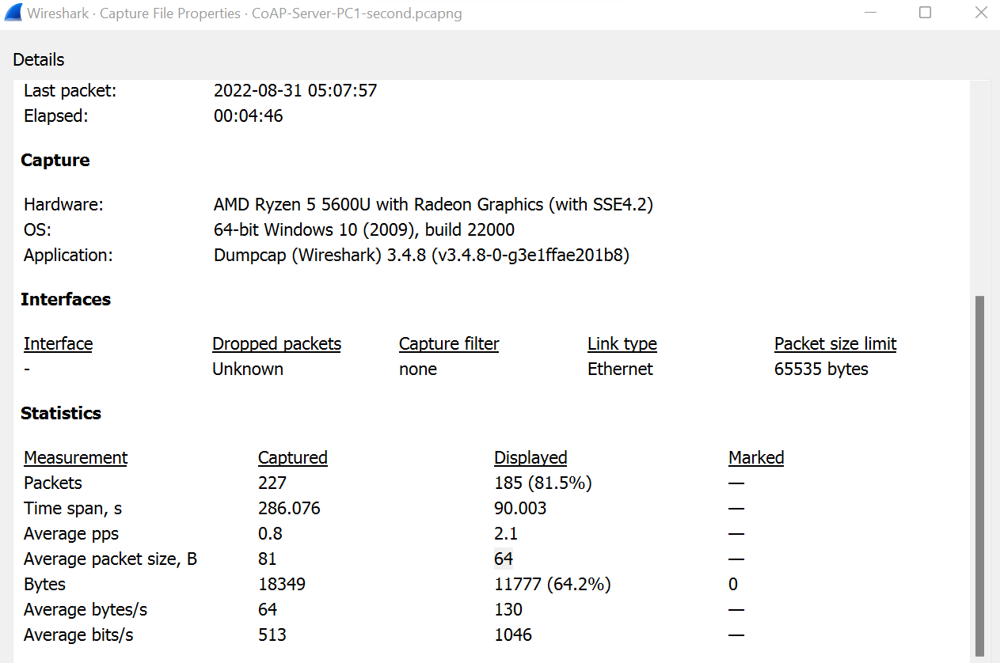 Wireshark · Capture File Properties · CoAP-Server-PC1-second.pcapng
Details
Last packet: 2022-08-31 05:07:57
Elapsed: 00:04:46
Capture
Hardware: AMD Ryzen 5 5600U with Radeon Graphics (with SSE4.2)
OS: 64-bit Windows 10 (2009), build 22000
Application: Dumpcap (Wireshark) 3.4.8 (v3.4.8-0-g3e1ffae201b8)
Interfaces
Interface Dropped packets Capture filter Link type Packet size limit
- Unknown none Ethernet 65535 bytes
Statistics
Measurement Captured Displayed Marked
Packets 227 185 (81.5%) —
Time span, s 286.076 90.003 —
Average pps 0.8 2.1 —
Average packet size, B 81 64 —
Bytes 18349 11777 (64.2%) 0
Average bytes/s 64 130 —
Average bits/s 513 1046 —